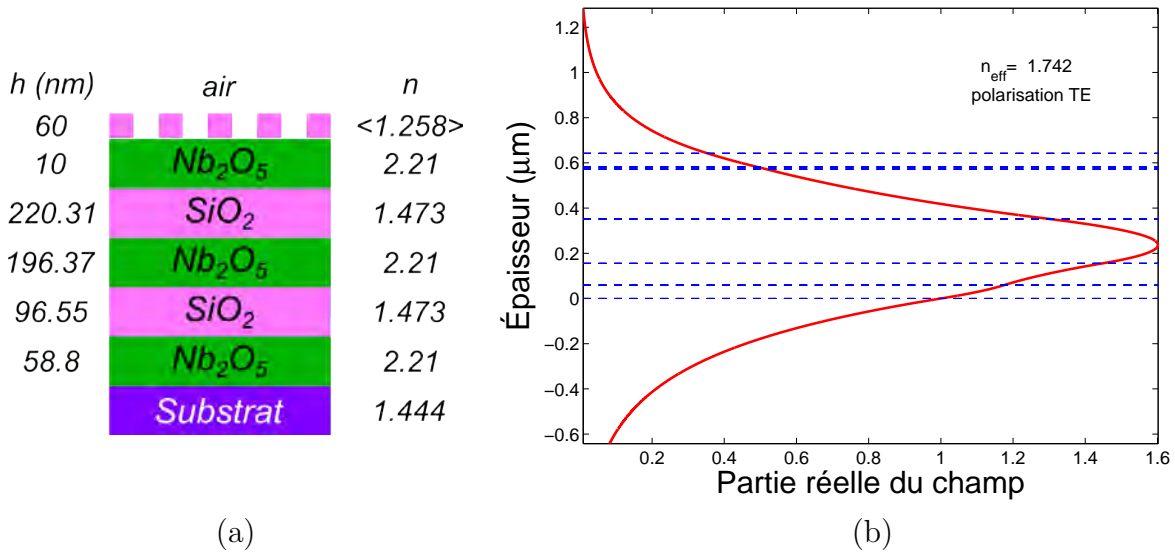 h (nm) air n
60 <1.258>
10 Nb₂O₅ 2.21
220.31 SiO₂ 1.473
196.37 Nb₂O₅ 2.21
96.55 SiO₂ 1.473
58.8 Nb₂O₅ 2.21
Substrat 1.444
(a)
Épaisseur (μm)
1.2
1
0.8
0.6
0.4
0.2
0
−0.2
−0.4
−0.6
n_eff= 1.742
polarisation TE
0.2 0.4 0.6 0.8 1 1.2 1.4 1.6
Partie réelle du champ
(b)